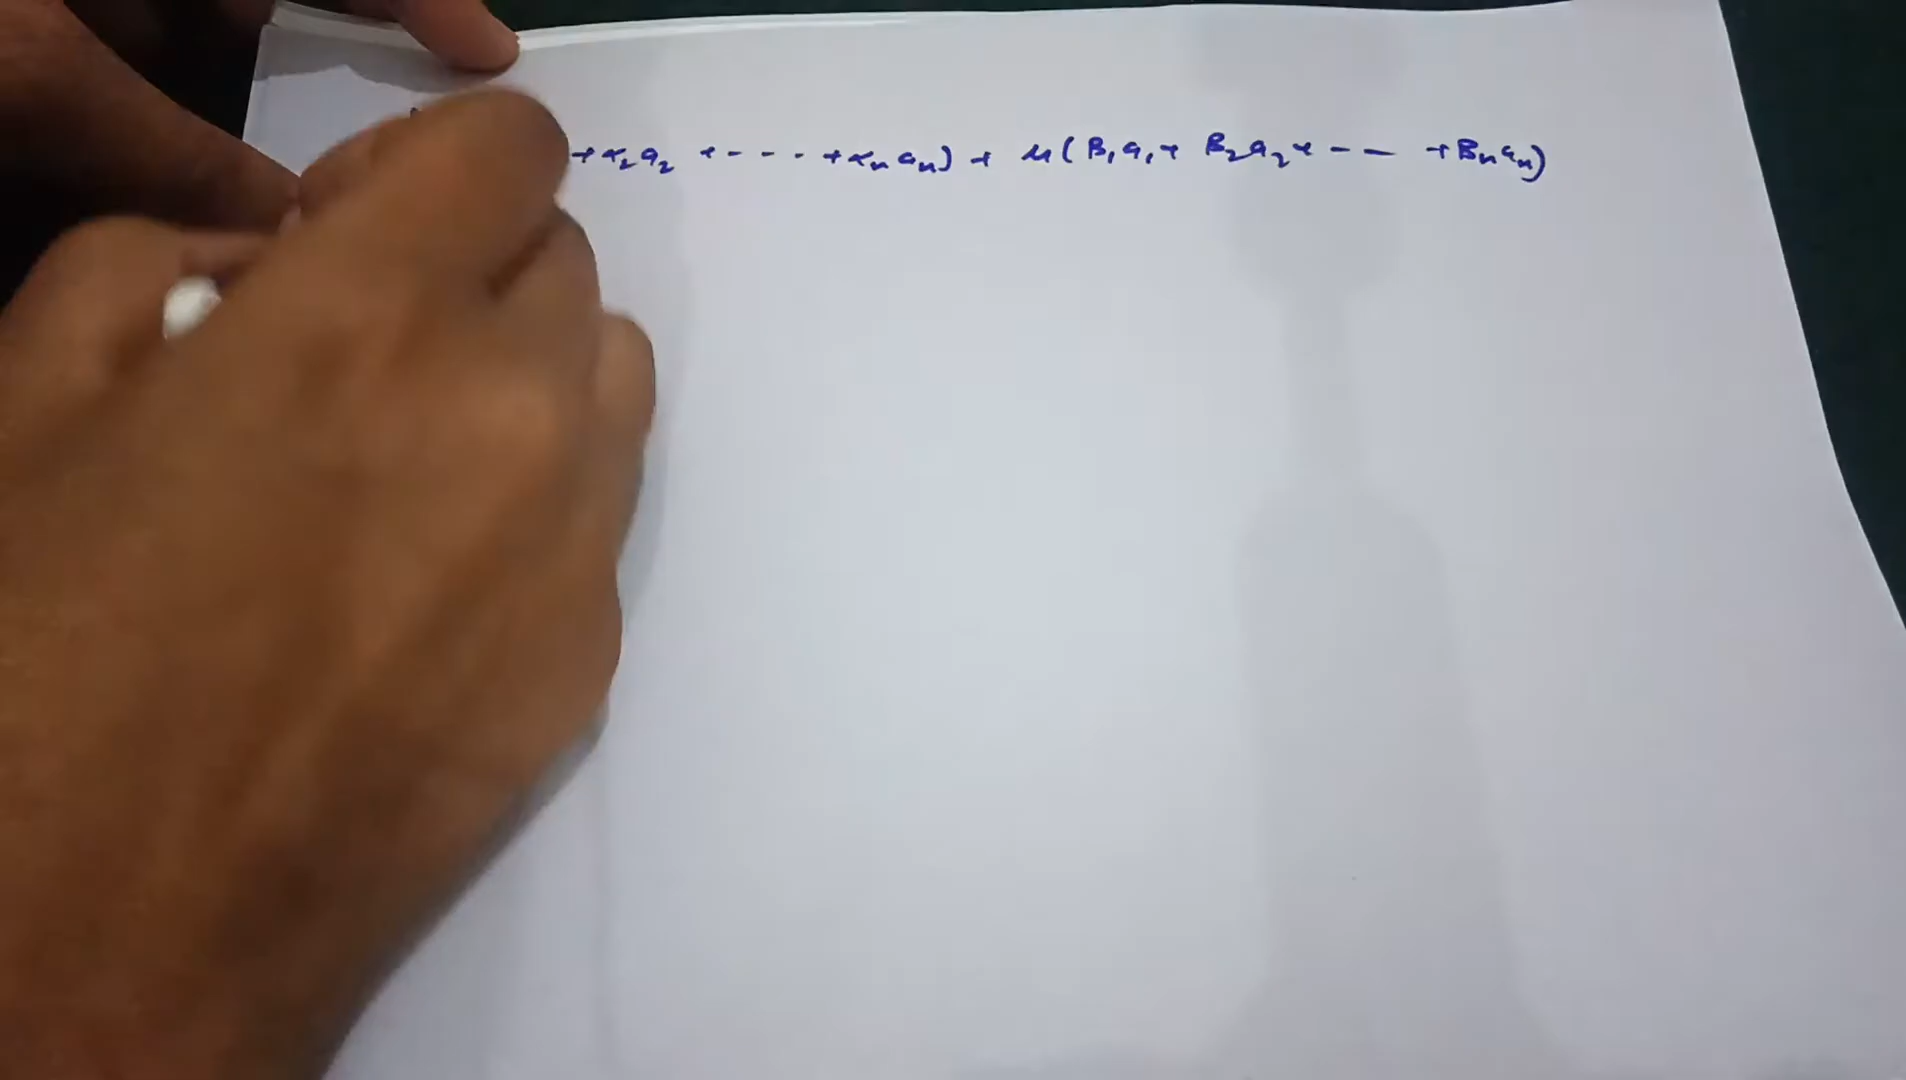 + α₂a₂ + - - - - + αₙaₙ) + μ(β₁a₁ + β₂a₂ + - - + βₙaₙ)